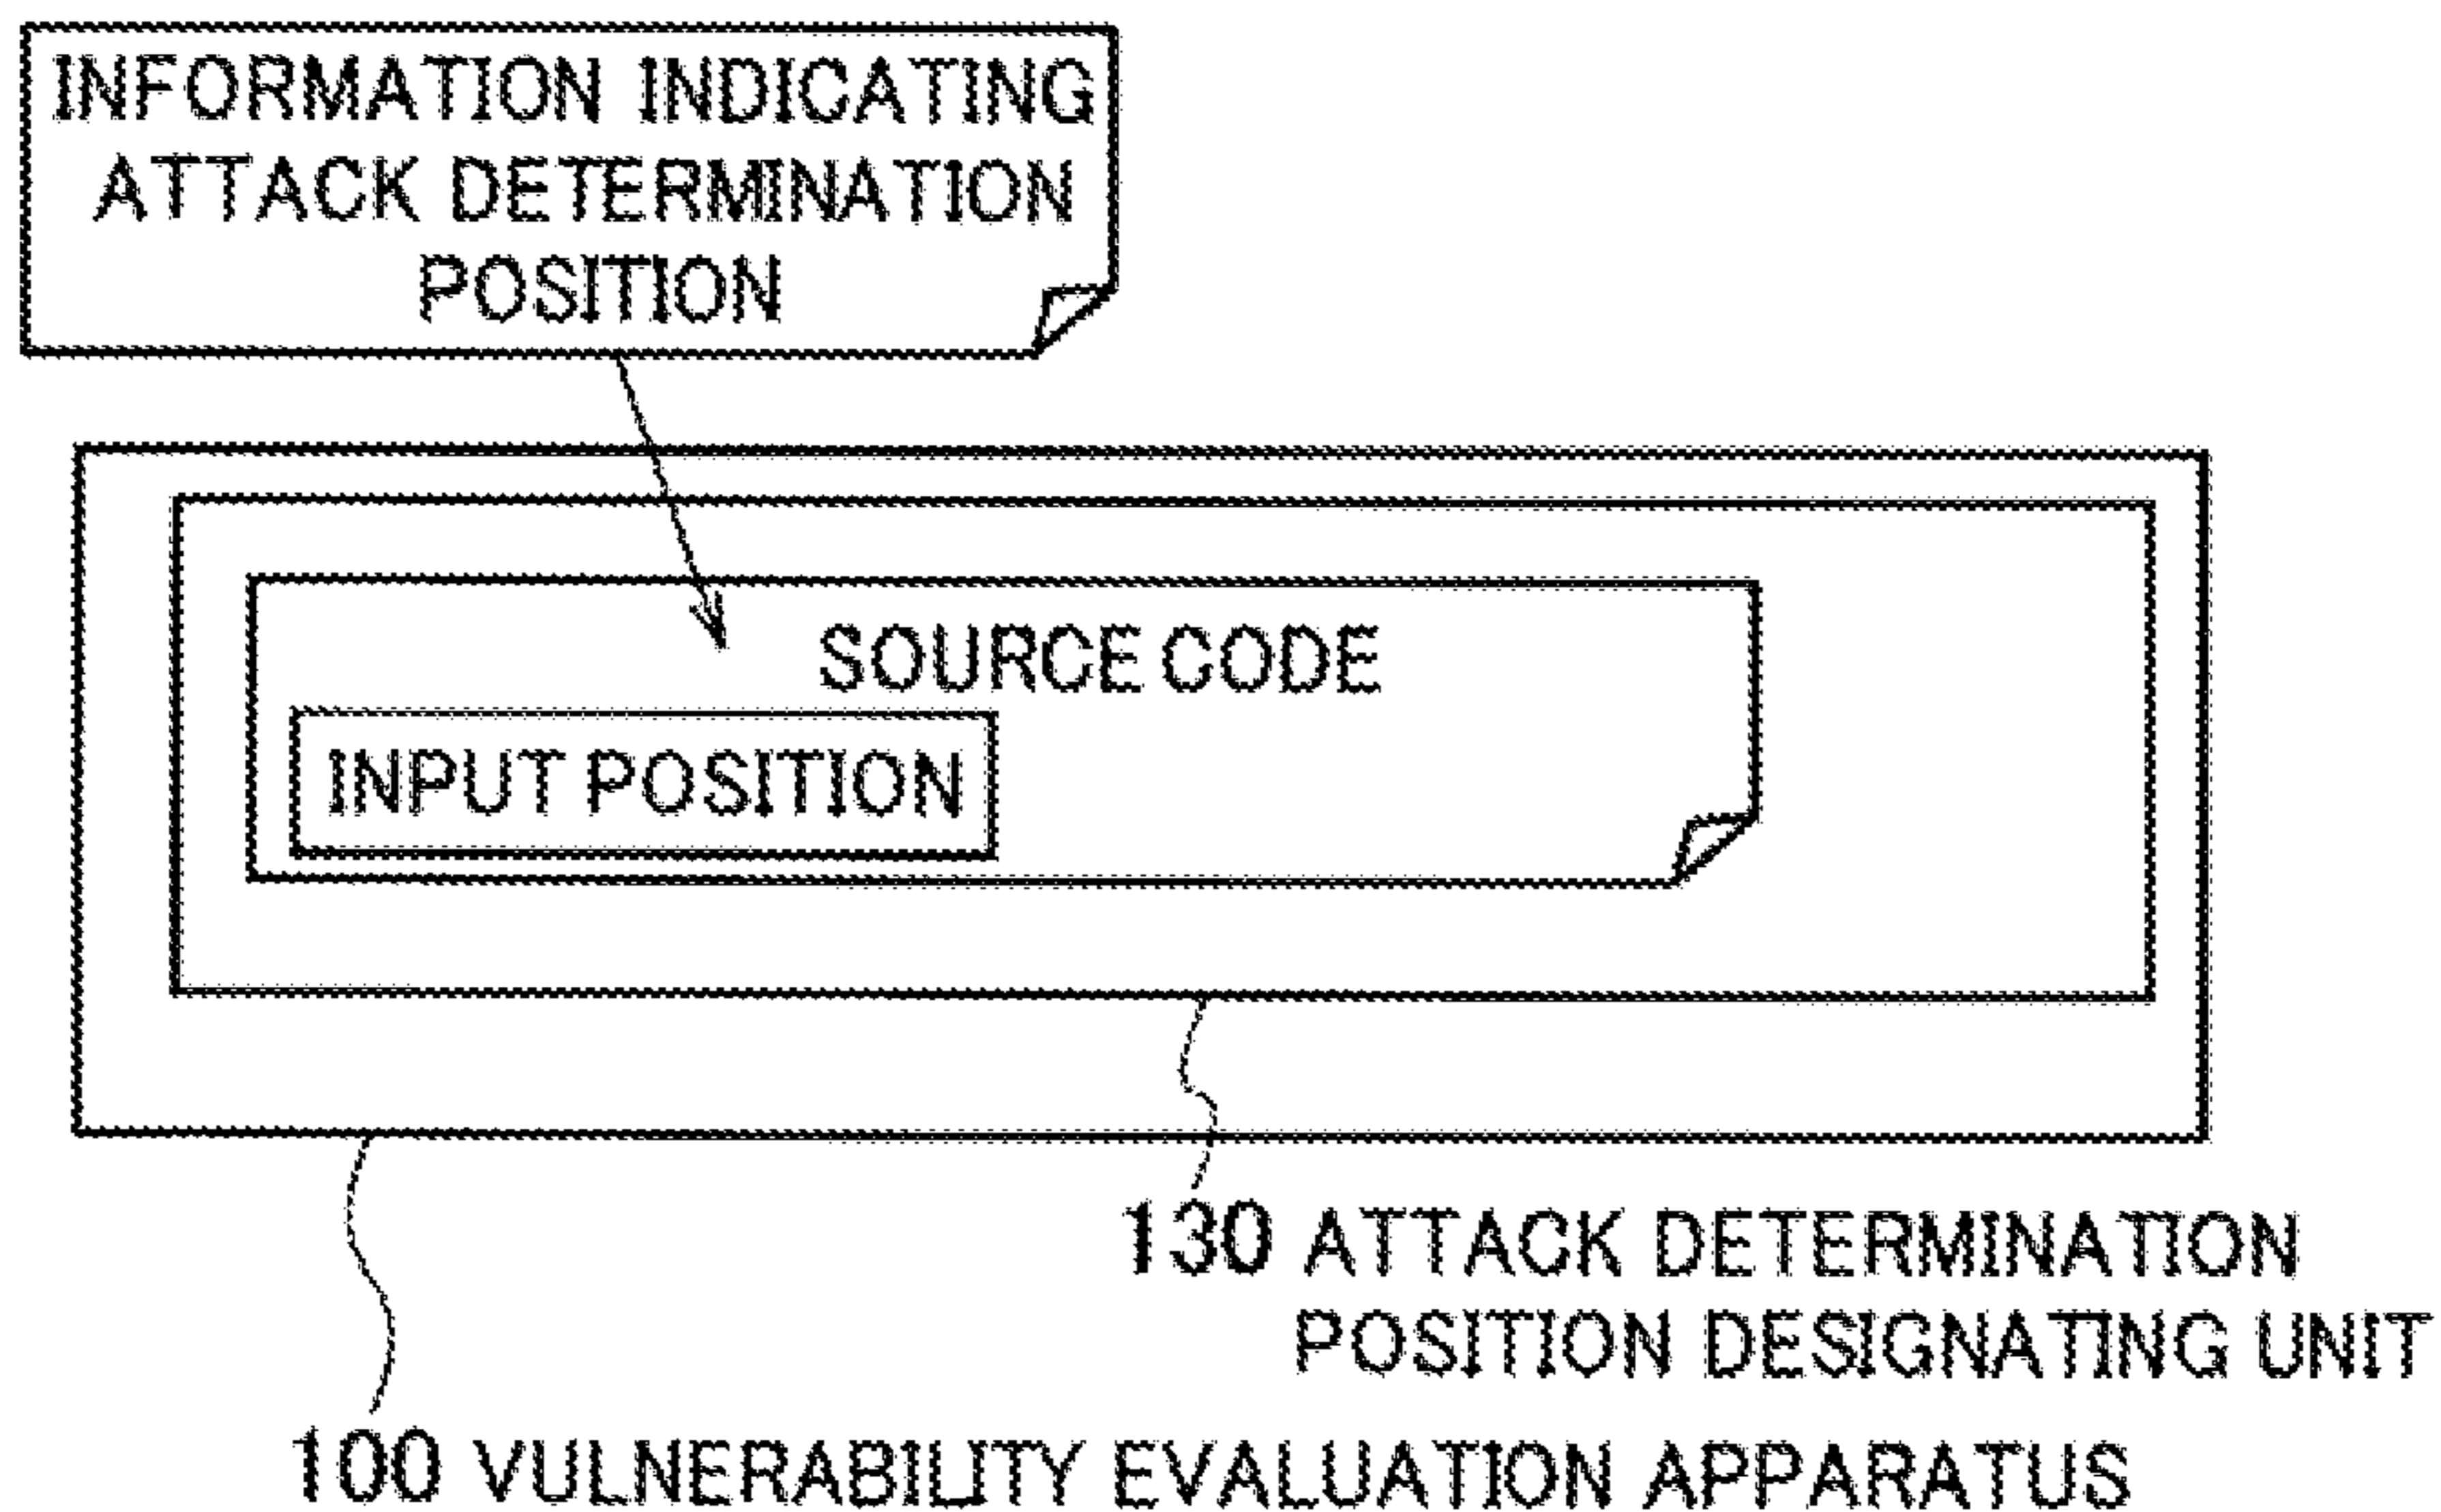 INFORMATION INDICATING
ATTACK DETERMINATION
POSITION
SOURCE CODE
INPUT POSITION
130 ATTACK DETERMINATION
POSITION DESIGNATING UNIT
100 VULNERABILITY EVALUATION APPARATUS